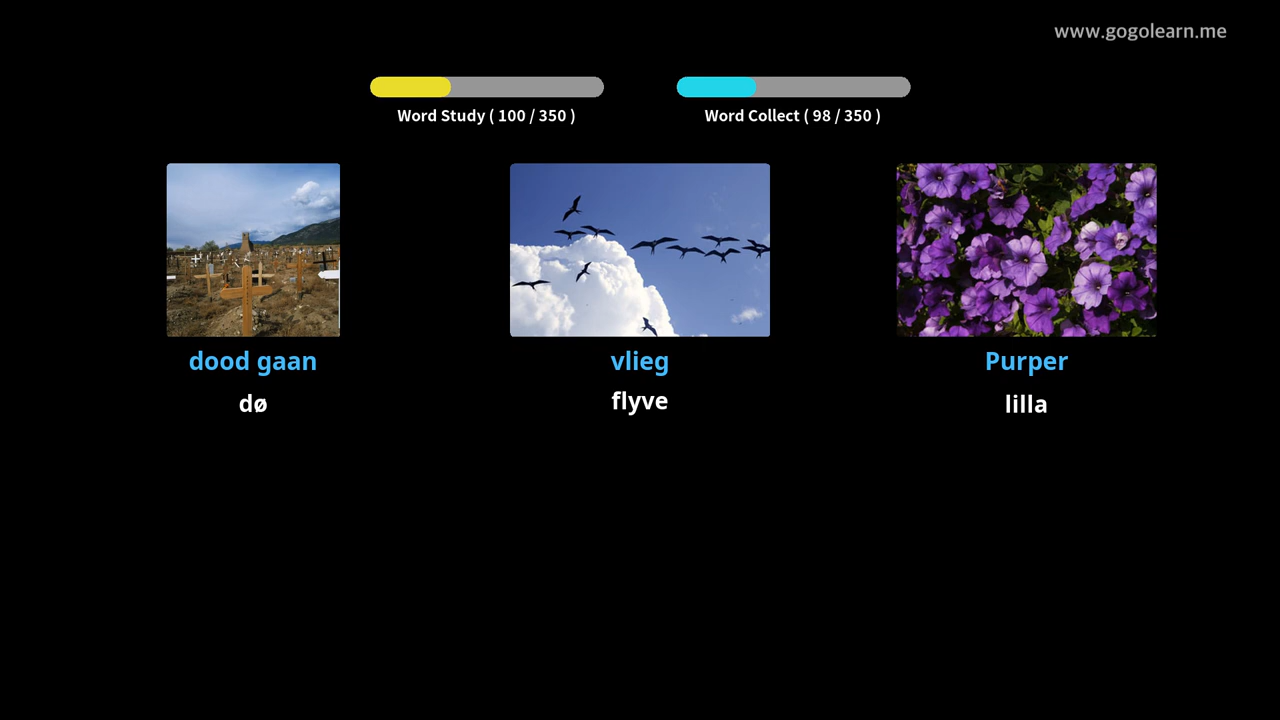 www.gogolearn.me
Word Study ( 100 / 350 )
Word Collect ( 98 / 350 )
dood gaan
dø
vlieg
flyve
Purper
lilla